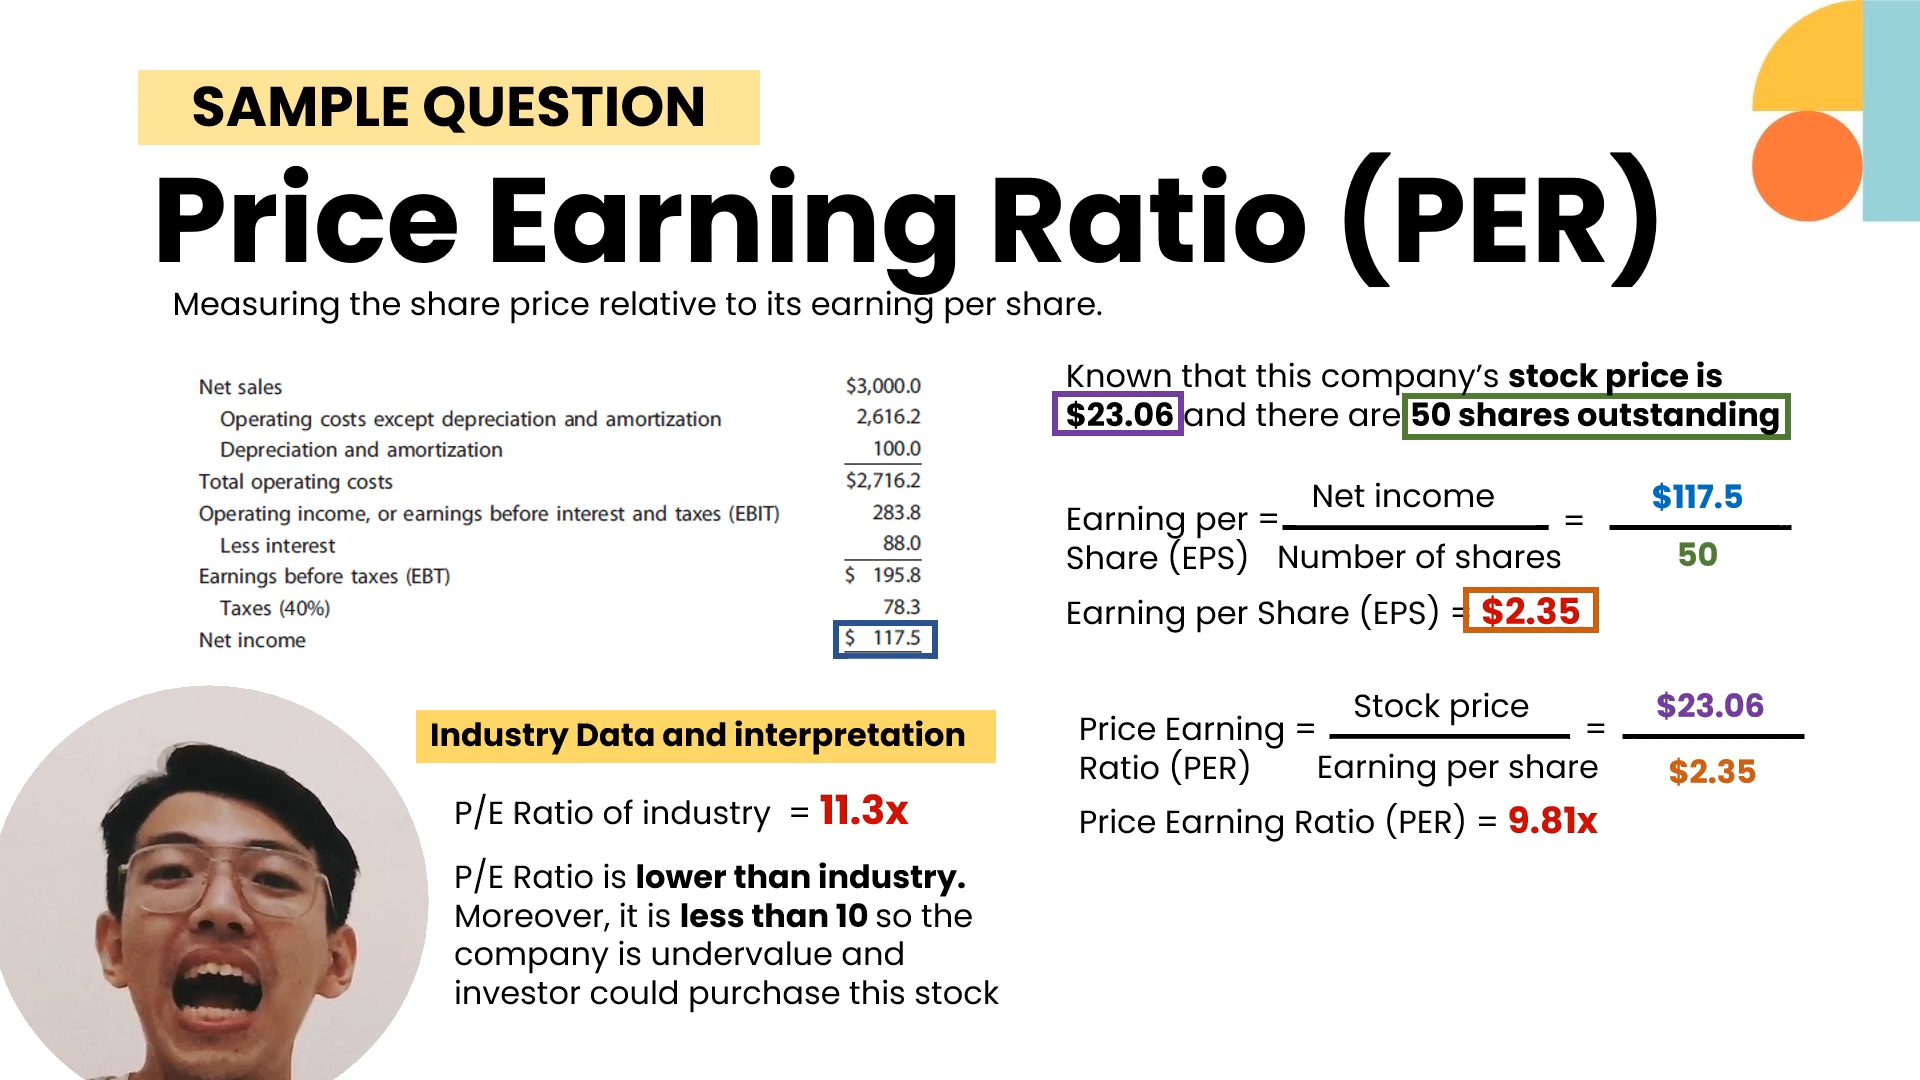 SAMPLE QUESTION
Price Earning Ratio (PER)
Measuring the share price relative to its earning per share.
Net sales $3,000.0
Operating costs except depreciation and amortization 2,616.2
Depreciation and amortization 100.0
Total operating costs $2,716.2
Operating income, or earnings before interest and taxes (EBIT) 283.8
Less interest 88.0
Earnings before taxes (EBT) $ 195.8
Taxes (40%) 78.3
Net income $ 117.5
Known that this company's stock price is
$23.06 and there are 50 shares outstanding
Net income $117.5
Earning per = =
Share (EPS) Number of shares 50
Earning per Share (EPS) = $2.35
Stock price $23.06
Price Earning = =
Ratio (PER) Earning per share $2.35
Price Earning Ratio (PER) = 9.81x
Industry Data and interpretation
P/E Ratio of industry = 11.3x
P/E Ratio is lower than industry.
Moreover, it is less than 10 so the
company is undervalue and
investor could purchase this stock